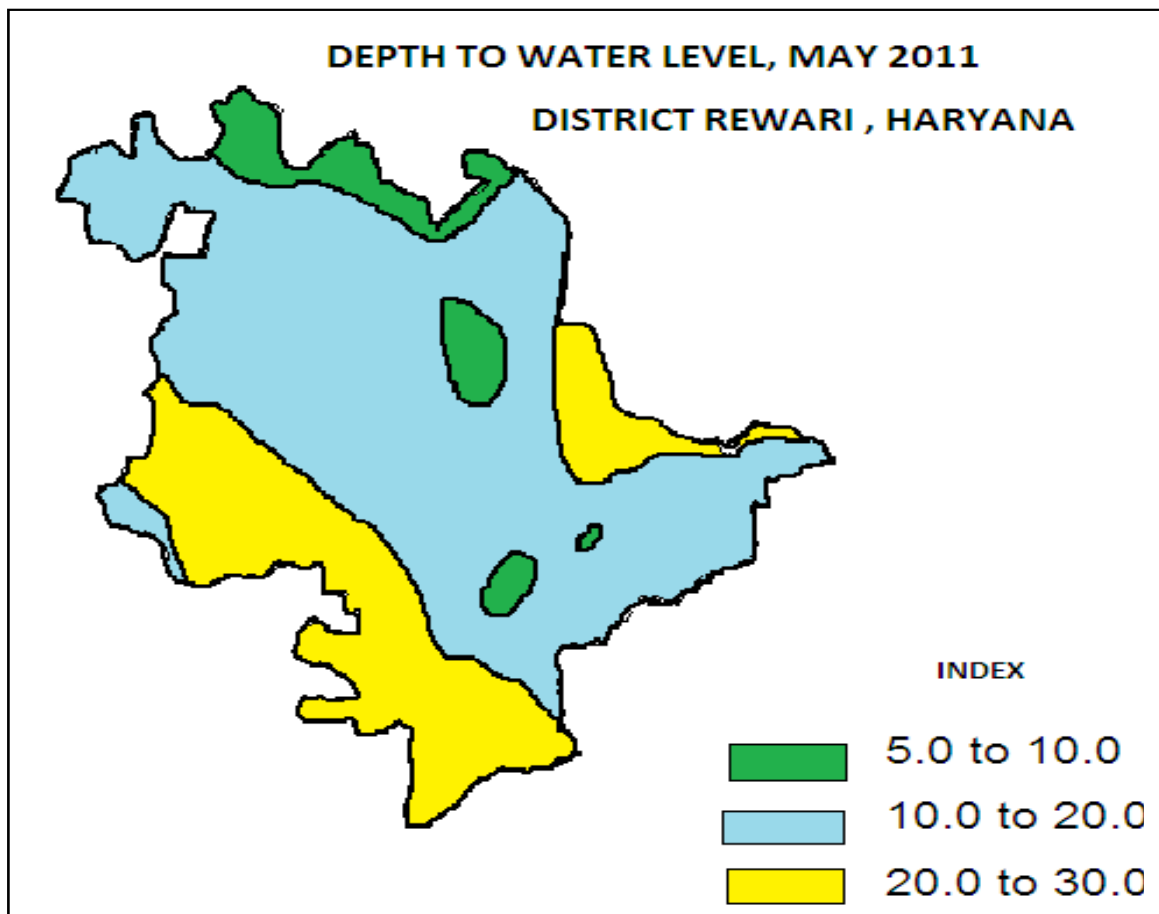 DEPTH TO WATER LEVEL, MAY 2011
DISTRICT REWARI , HARYANA
INDEX
5.0 to 10.0
10.0 to 20.0
20.0 to 30.0